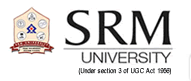 SRM
UNIVERSITY
(Under section 3 of UGC Act 1956)